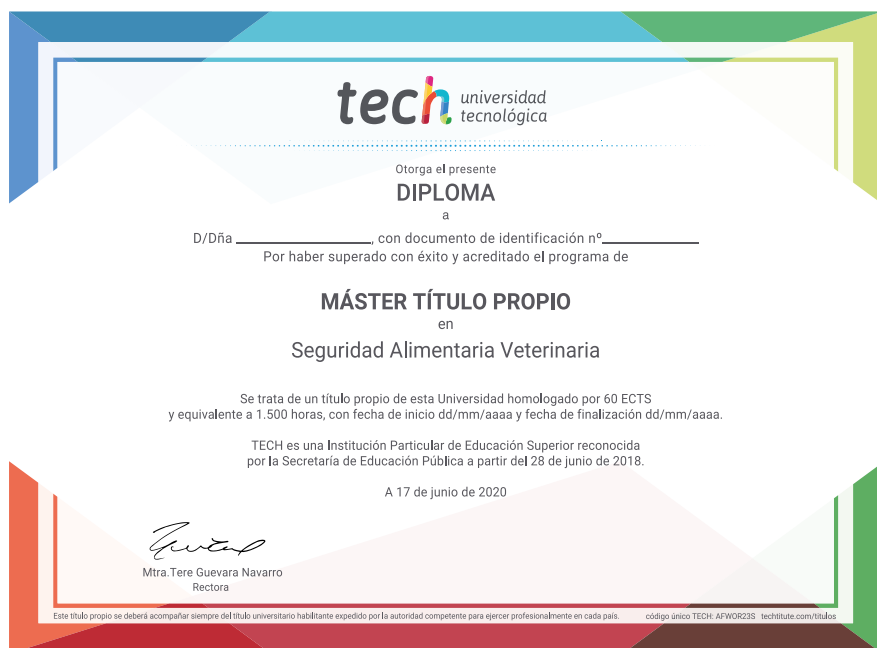 tech universidad
tecnológica
Otorga el presente
DIPLOMA
a
D/Dña ____________, con documento de identificación nº____________
Por haber superado con éxito y acreditado el programa de
MÁSTER TÍTULO PROPIO
en
Seguridad Alimentaria Veterinaria
Se trata de un título propio de esta Universidad homologado por 60 ECTS
y equivalente a 1.500 horas, con fecha de inicio dd/mm/aaaa y fecha de finalización dd/mm/aaaa.
TECH es una Institución Particular de Educación Superior reconocida
por la Secretaría de Educación Pública a partir del 28 de junio de 2018.
A 17 de junio de 2020
Mtra.Tere Guevara Navarro
Rectora
Este título propio se deberá acompañar siempre del título universitario habilitante expedido por la autoridad competente para ejercer profesionalmente en cada país. código único TECH: AFWOR23S techtitute.com/titulos